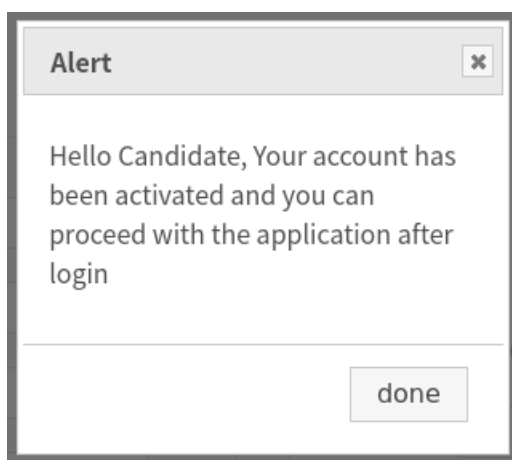 Alert
Hello Candidate, Your account has
been activated and you can
proceed with the application after
login
done